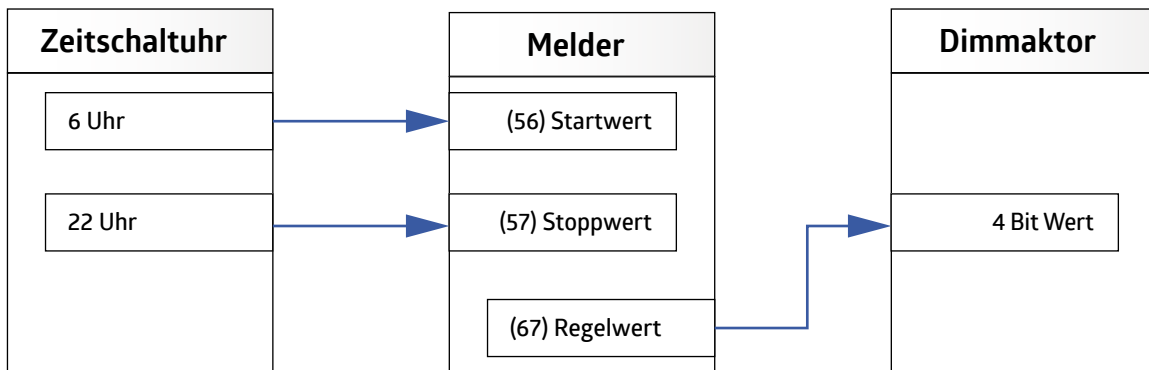 Zeitschaltuhr
6 Uhr
22 Uhr
Melder
(56) Startwert
(57) Stoppwert
(67) Regelwert
Dimmaktor
4 Bit Wert